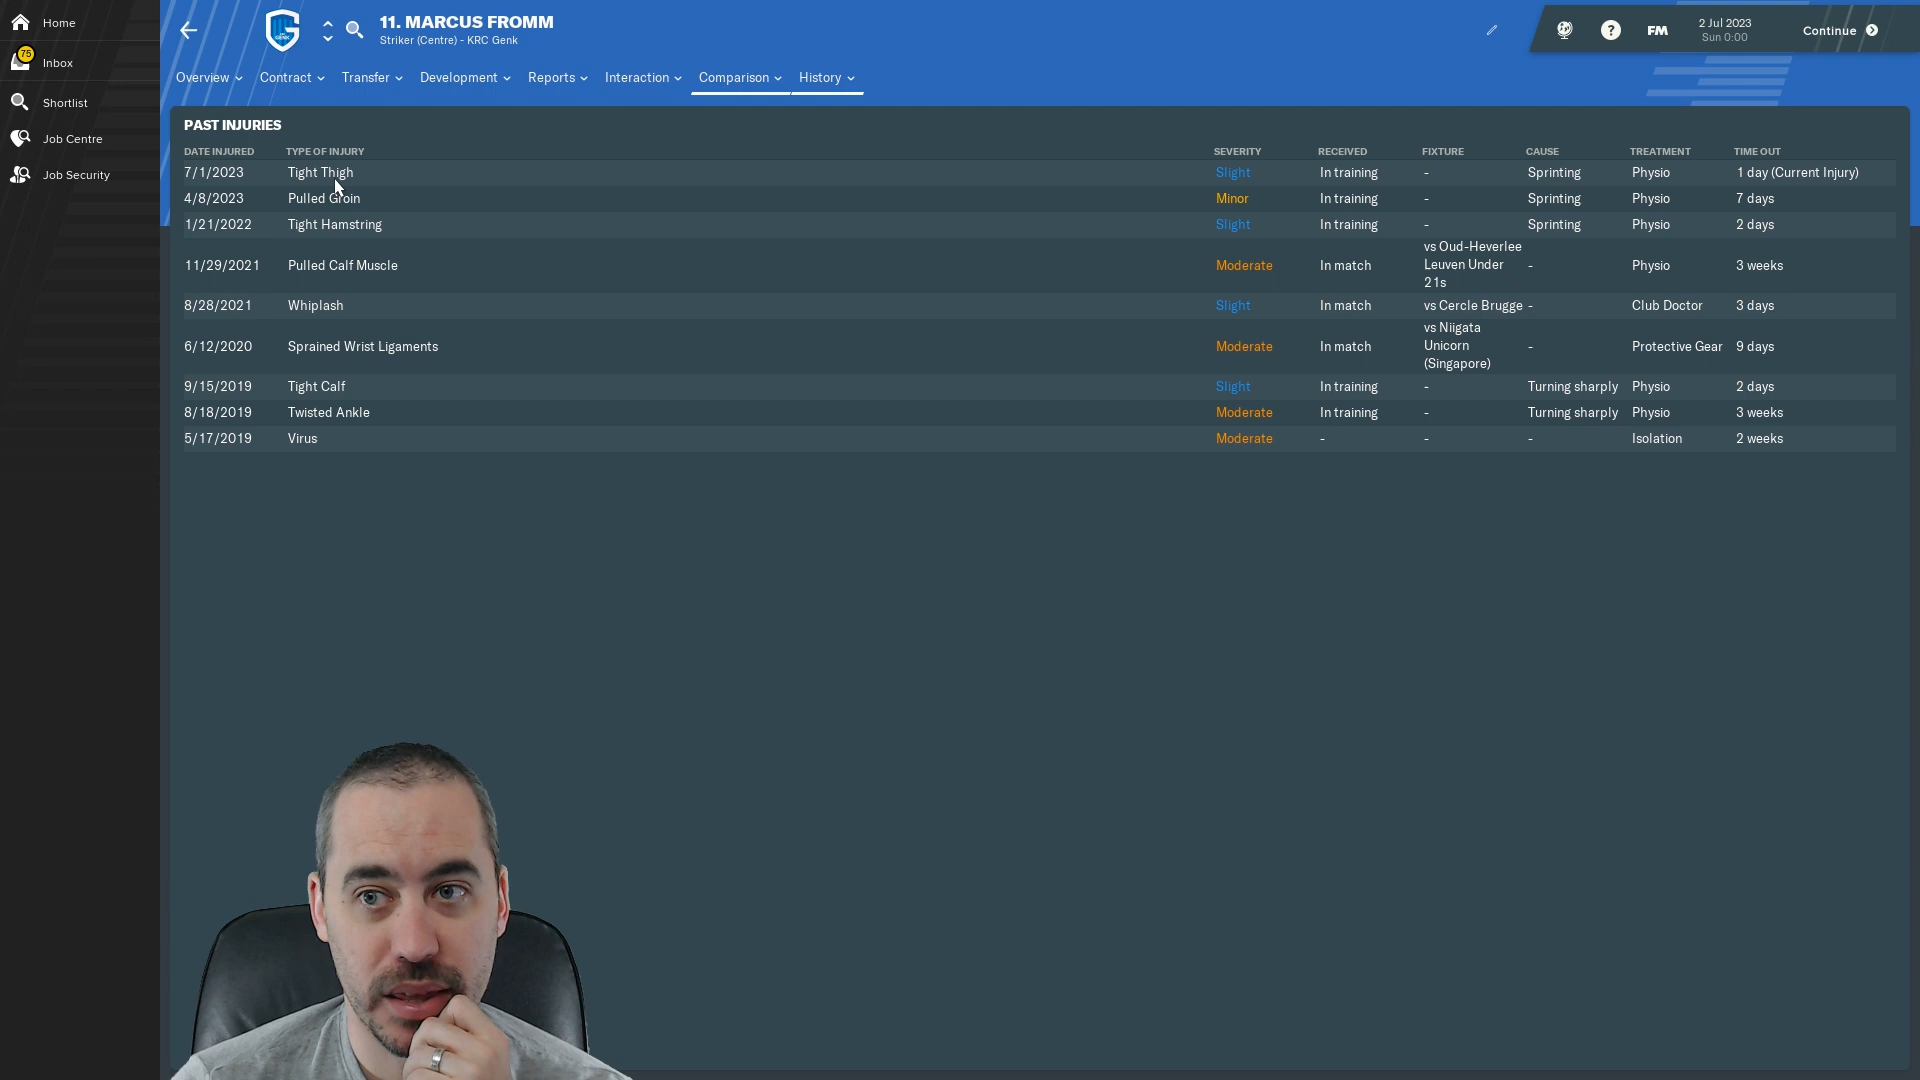 Home
75
Inbox
Shortlist
Job Centre
Job Security
GENK
11. MARCUS FROMM
Striker (Centre) - KRC Genk
?
FM
2 Jul 2023
Sun 0:00
Continue
Overview
Contract
Transfer
Development
Reports
Interaction
Comparison
History
PAST INJURIES
DATE INJURED TYPE OF INJURY SEVERITY RECEIVED FIXTURE CAUSE TREATMENT TIME OUT
7/1/2023 Tight Thigh Slight In training - Sprinting Physio 1 day (Current Injury)
4/8/2023 Pulled Groin Minor In training - Sprinting Physio 7 days
1/21/2022 Tight Hamstring Slight In training - Sprinting Physio 2 days
11/29/2021 Pulled Calf Muscle Moderate In match vs Oud-Heverlee
Leuven Under
21s - Physio 3 weeks
8/28/2021 Whiplash Slight In match vs Cercle Brugge - Club Doctor 3 days
6/12/2020 Sprained Wrist Ligaments Moderate In match vs Niigata
Unicorn
(Singapore) - Protective Gear 9 days
9/15/2019 Tight Calf Slight In training - Turning sharply Physio 2 days
8/18/2019 Twisted Ankle Moderate In training - Turning sharply Physio 3 weeks
5/17/2019 Virus Moderate - - - Isolation 2 weeks